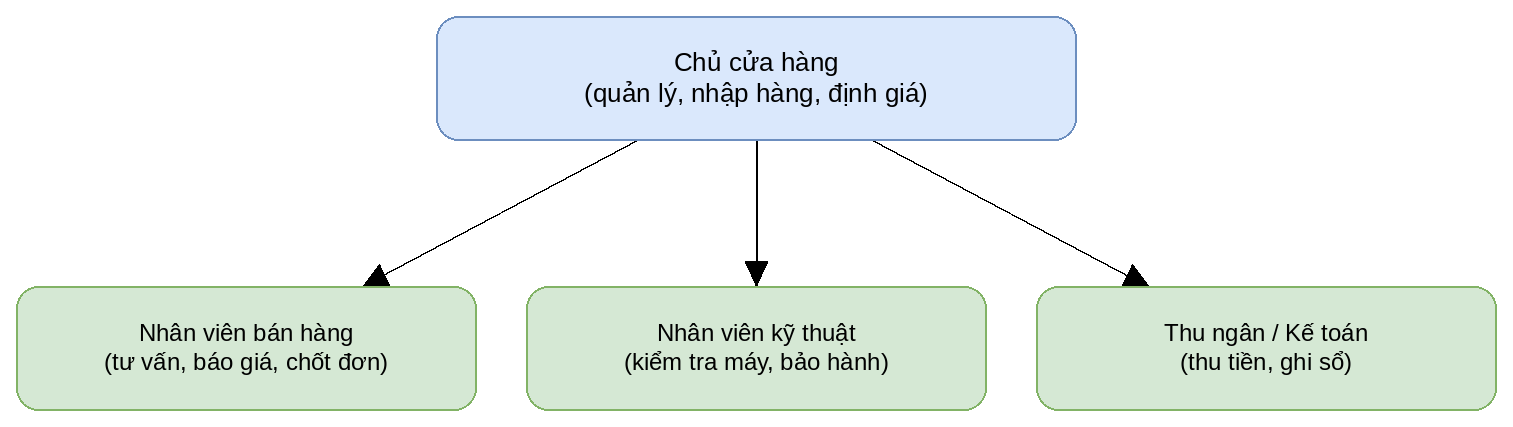 Chủ cửa hàng
(quản lý, nhập hàng, định giá)
Nhân viên bán hàng
(tư vấn, báo giá, chốt đơn)
Nhân viên kỹ thuật
(kiểm tra máy, bảo hành)
Thu ngân / Kế toán
(thu tiền, ghi sổ)